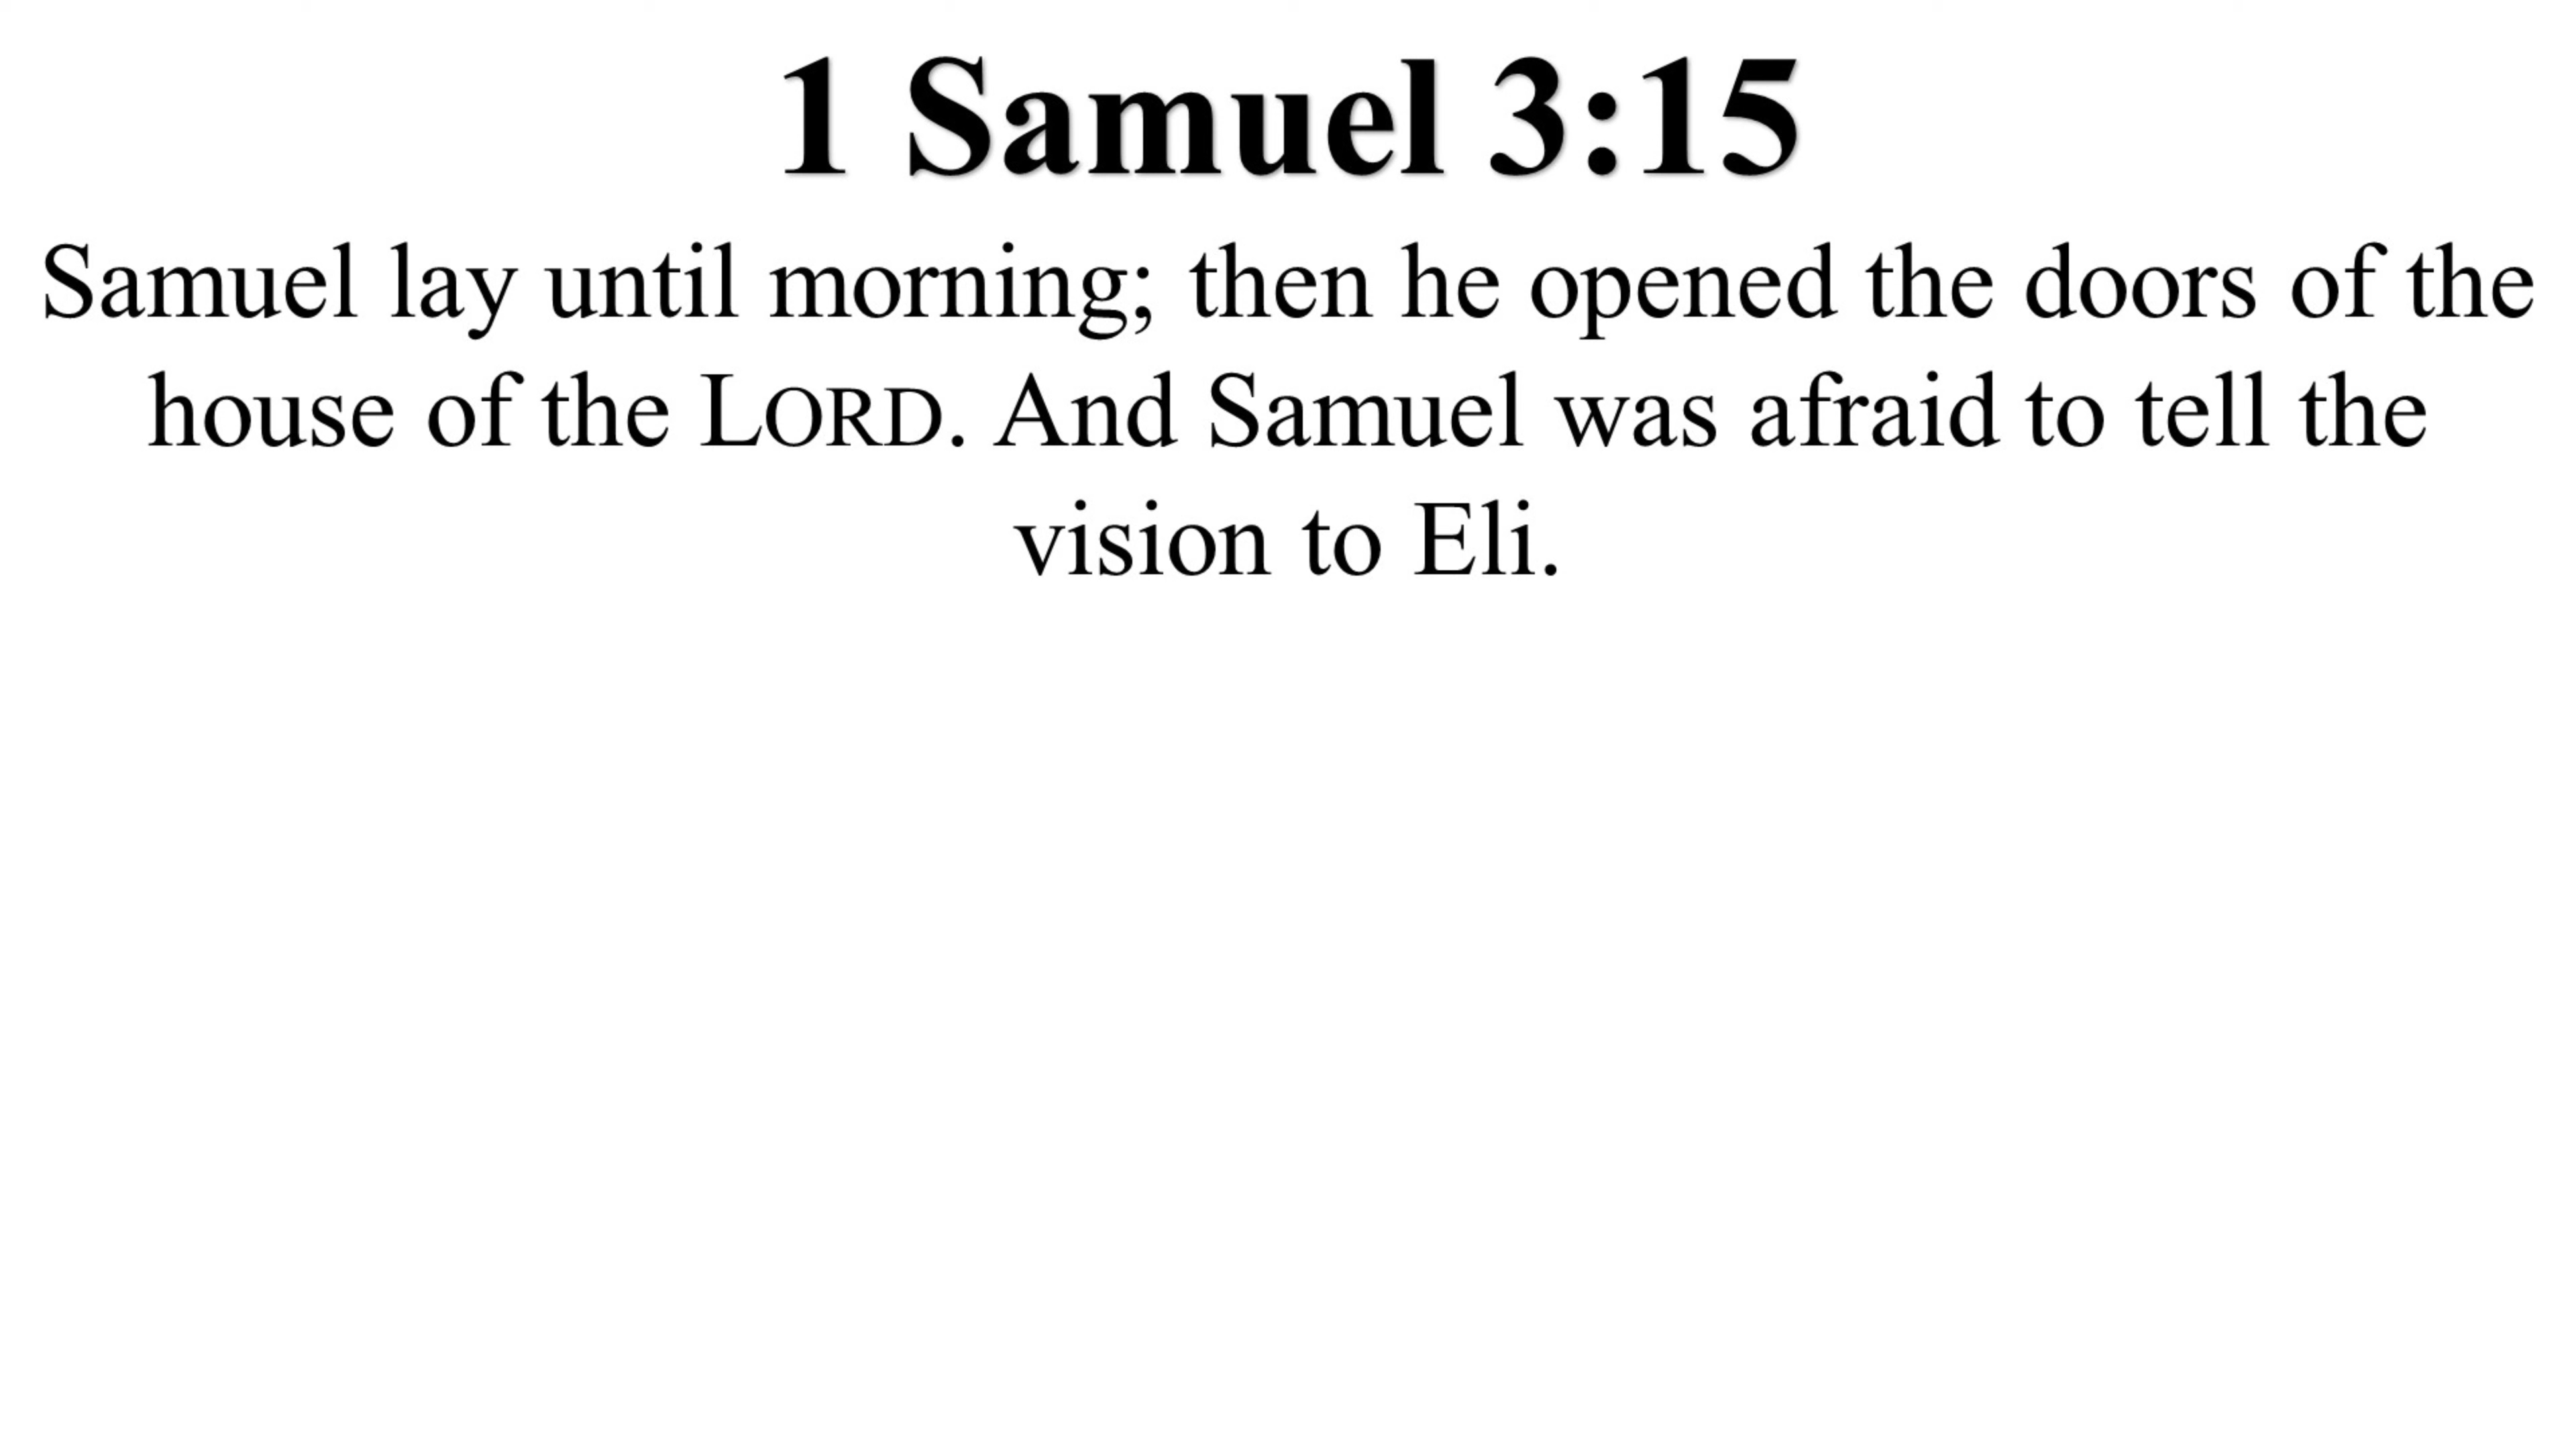 1 Samuel 3:15
Samuel lay until morning; then he opened the doors of the
house of the LORD. And Samuel was afraid to tell the
vision to Eli.